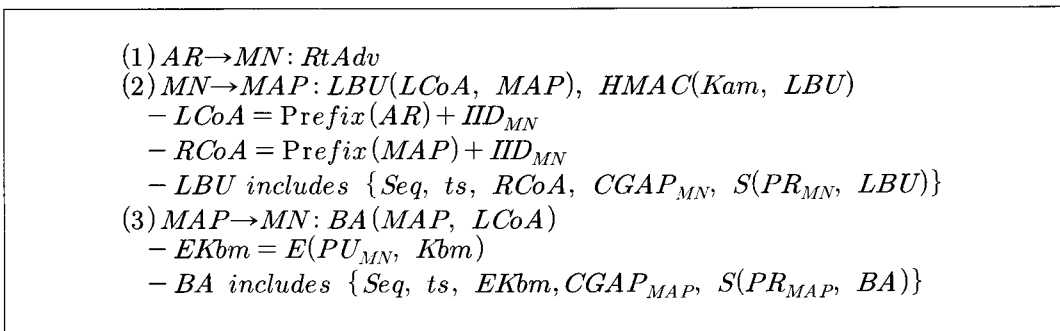 (1) AR→MN: RtAdv
(2) MN→MAP: LBU(LCoA, MAP), HMAC(Kam, LBU)
− LCoA = Prefix(AR) + IID_MN
− RCoA = Prefix(MAP) + IID_MN
− LBU includes {Seq, ts, RCoA, CGAP_MN, S(PR_MN, LBU)}
(3) MAP→MN: BA(MAP, LCoA)
− EKbm = E(PU_MN, Kbm)
− BA includes {Seq, ts, EKbm, CGAP_MAP, S(PR_MAP, BA)}